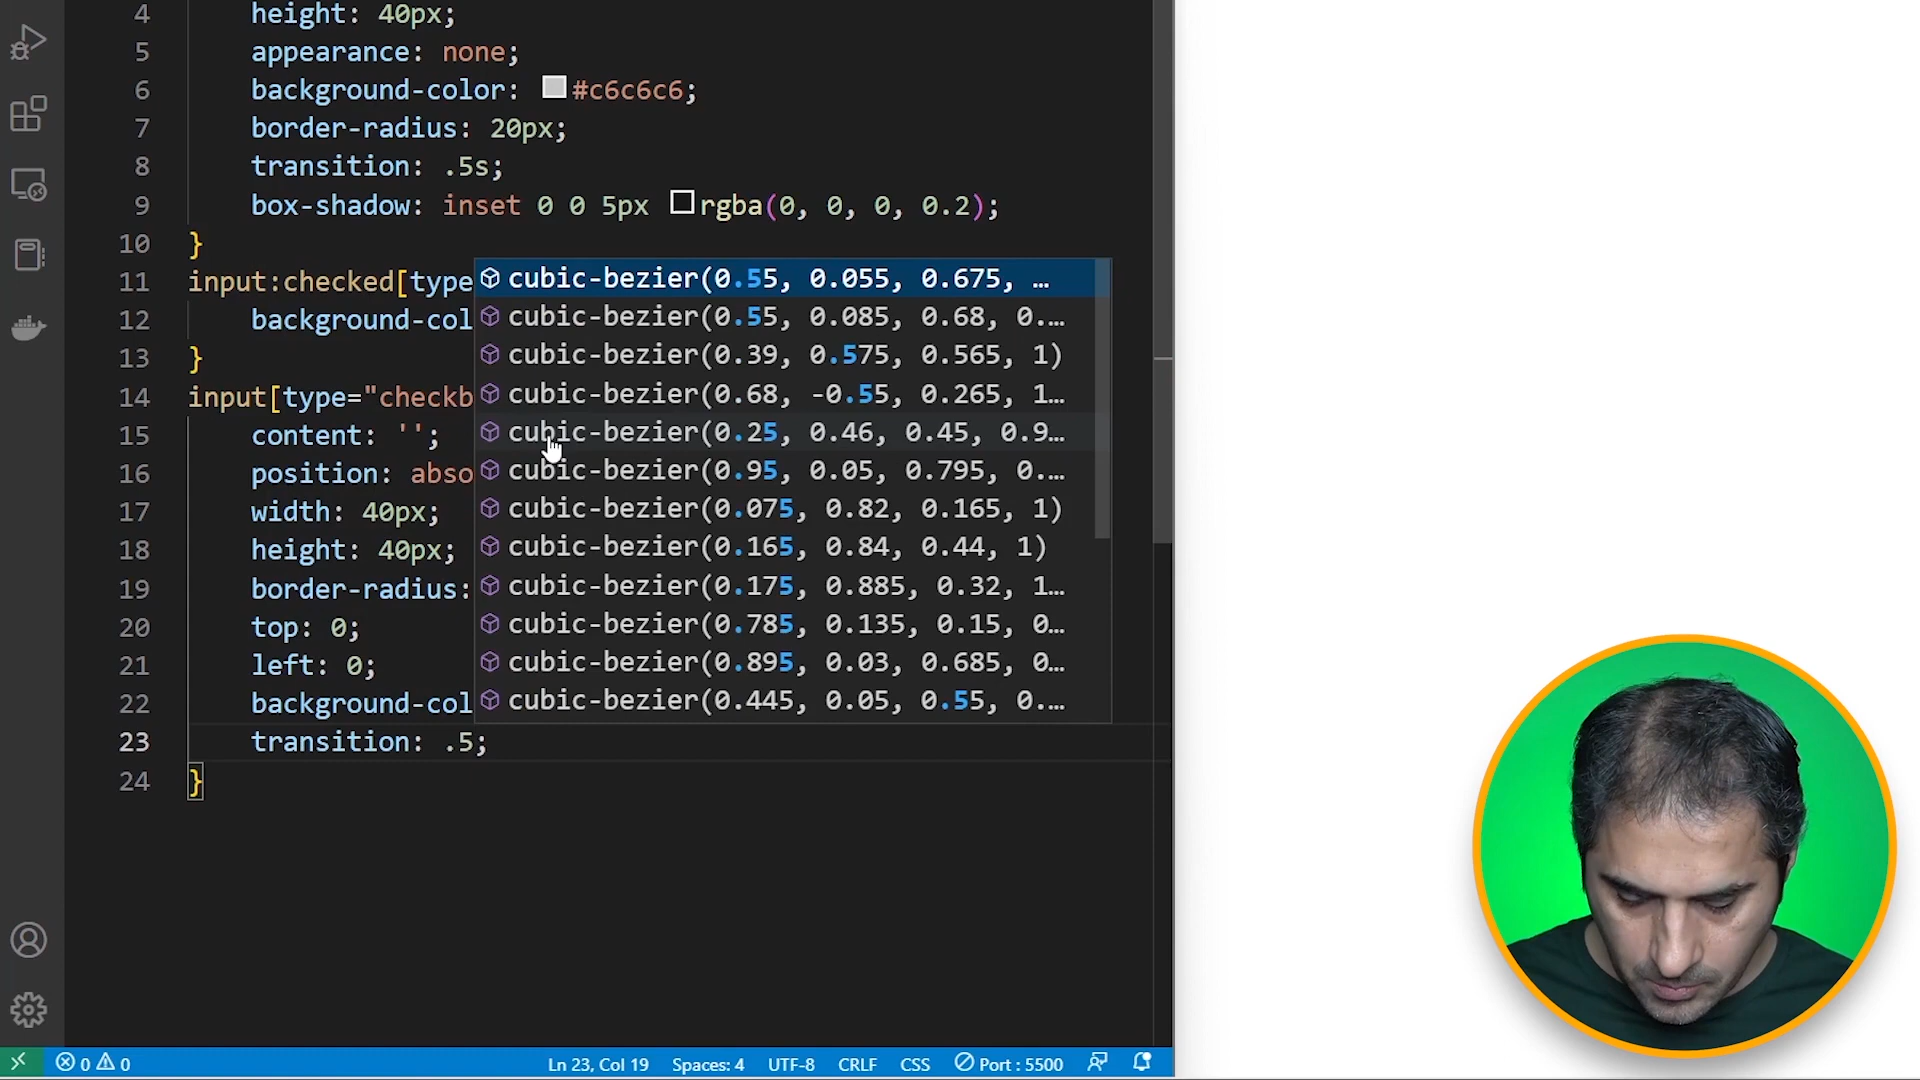 4 height: 40px;
5 appearance: none;
6 background-color: #c6c6c6;
7 border-radius: 20px;
8 transition: .5s;
9 box-shadow: inset 0 0 5px rgba(0, 0, 0, 0.2);
10 }
11 input:checked[type
12 background-col
13 }
14 input[type="checkb
15 content: '';
16 position: abso
17 width: 40px;
18 height: 40px;
19 border-radius:
20 top: 0;
21 left: 0;
22 background-col
23 transition: .5;
24 }
cubic-bezier(0.55, 0.055, 0.675, …
cubic-bezier(0.55, 0.085, 0.68, 0.…
cubic-bezier(0.39, 0.575, 0.565, 1)
cubic-bezier(0.68, -0.55, 0.265, 1…
cubic-bezier(0.25, 0.46, 0.45, 0.9…
cubic-bezier(0.95, 0.05, 0.795, 0.…
cubic-bezier(0.075, 0.82, 0.165, 1)
cubic-bezier(0.165, 0.84, 0.44, 1)
cubic-bezier(0.175, 0.885, 0.32, 1…
cubic-bezier(0.785, 0.135, 0.15, 0…
cubic-bezier(0.895, 0.03, 0.685, 0…
cubic-bezier(0.445, 0.05, 0.55, 0.…
0 0 Ln 23, Col 19 Spaces: 4 UTF-8 CRLF CSS Port : 5500